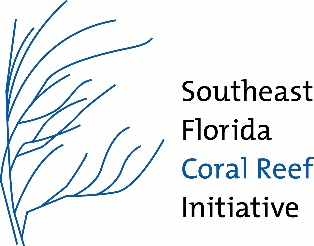 Southeast
Florida
Coral Reef
Initiative